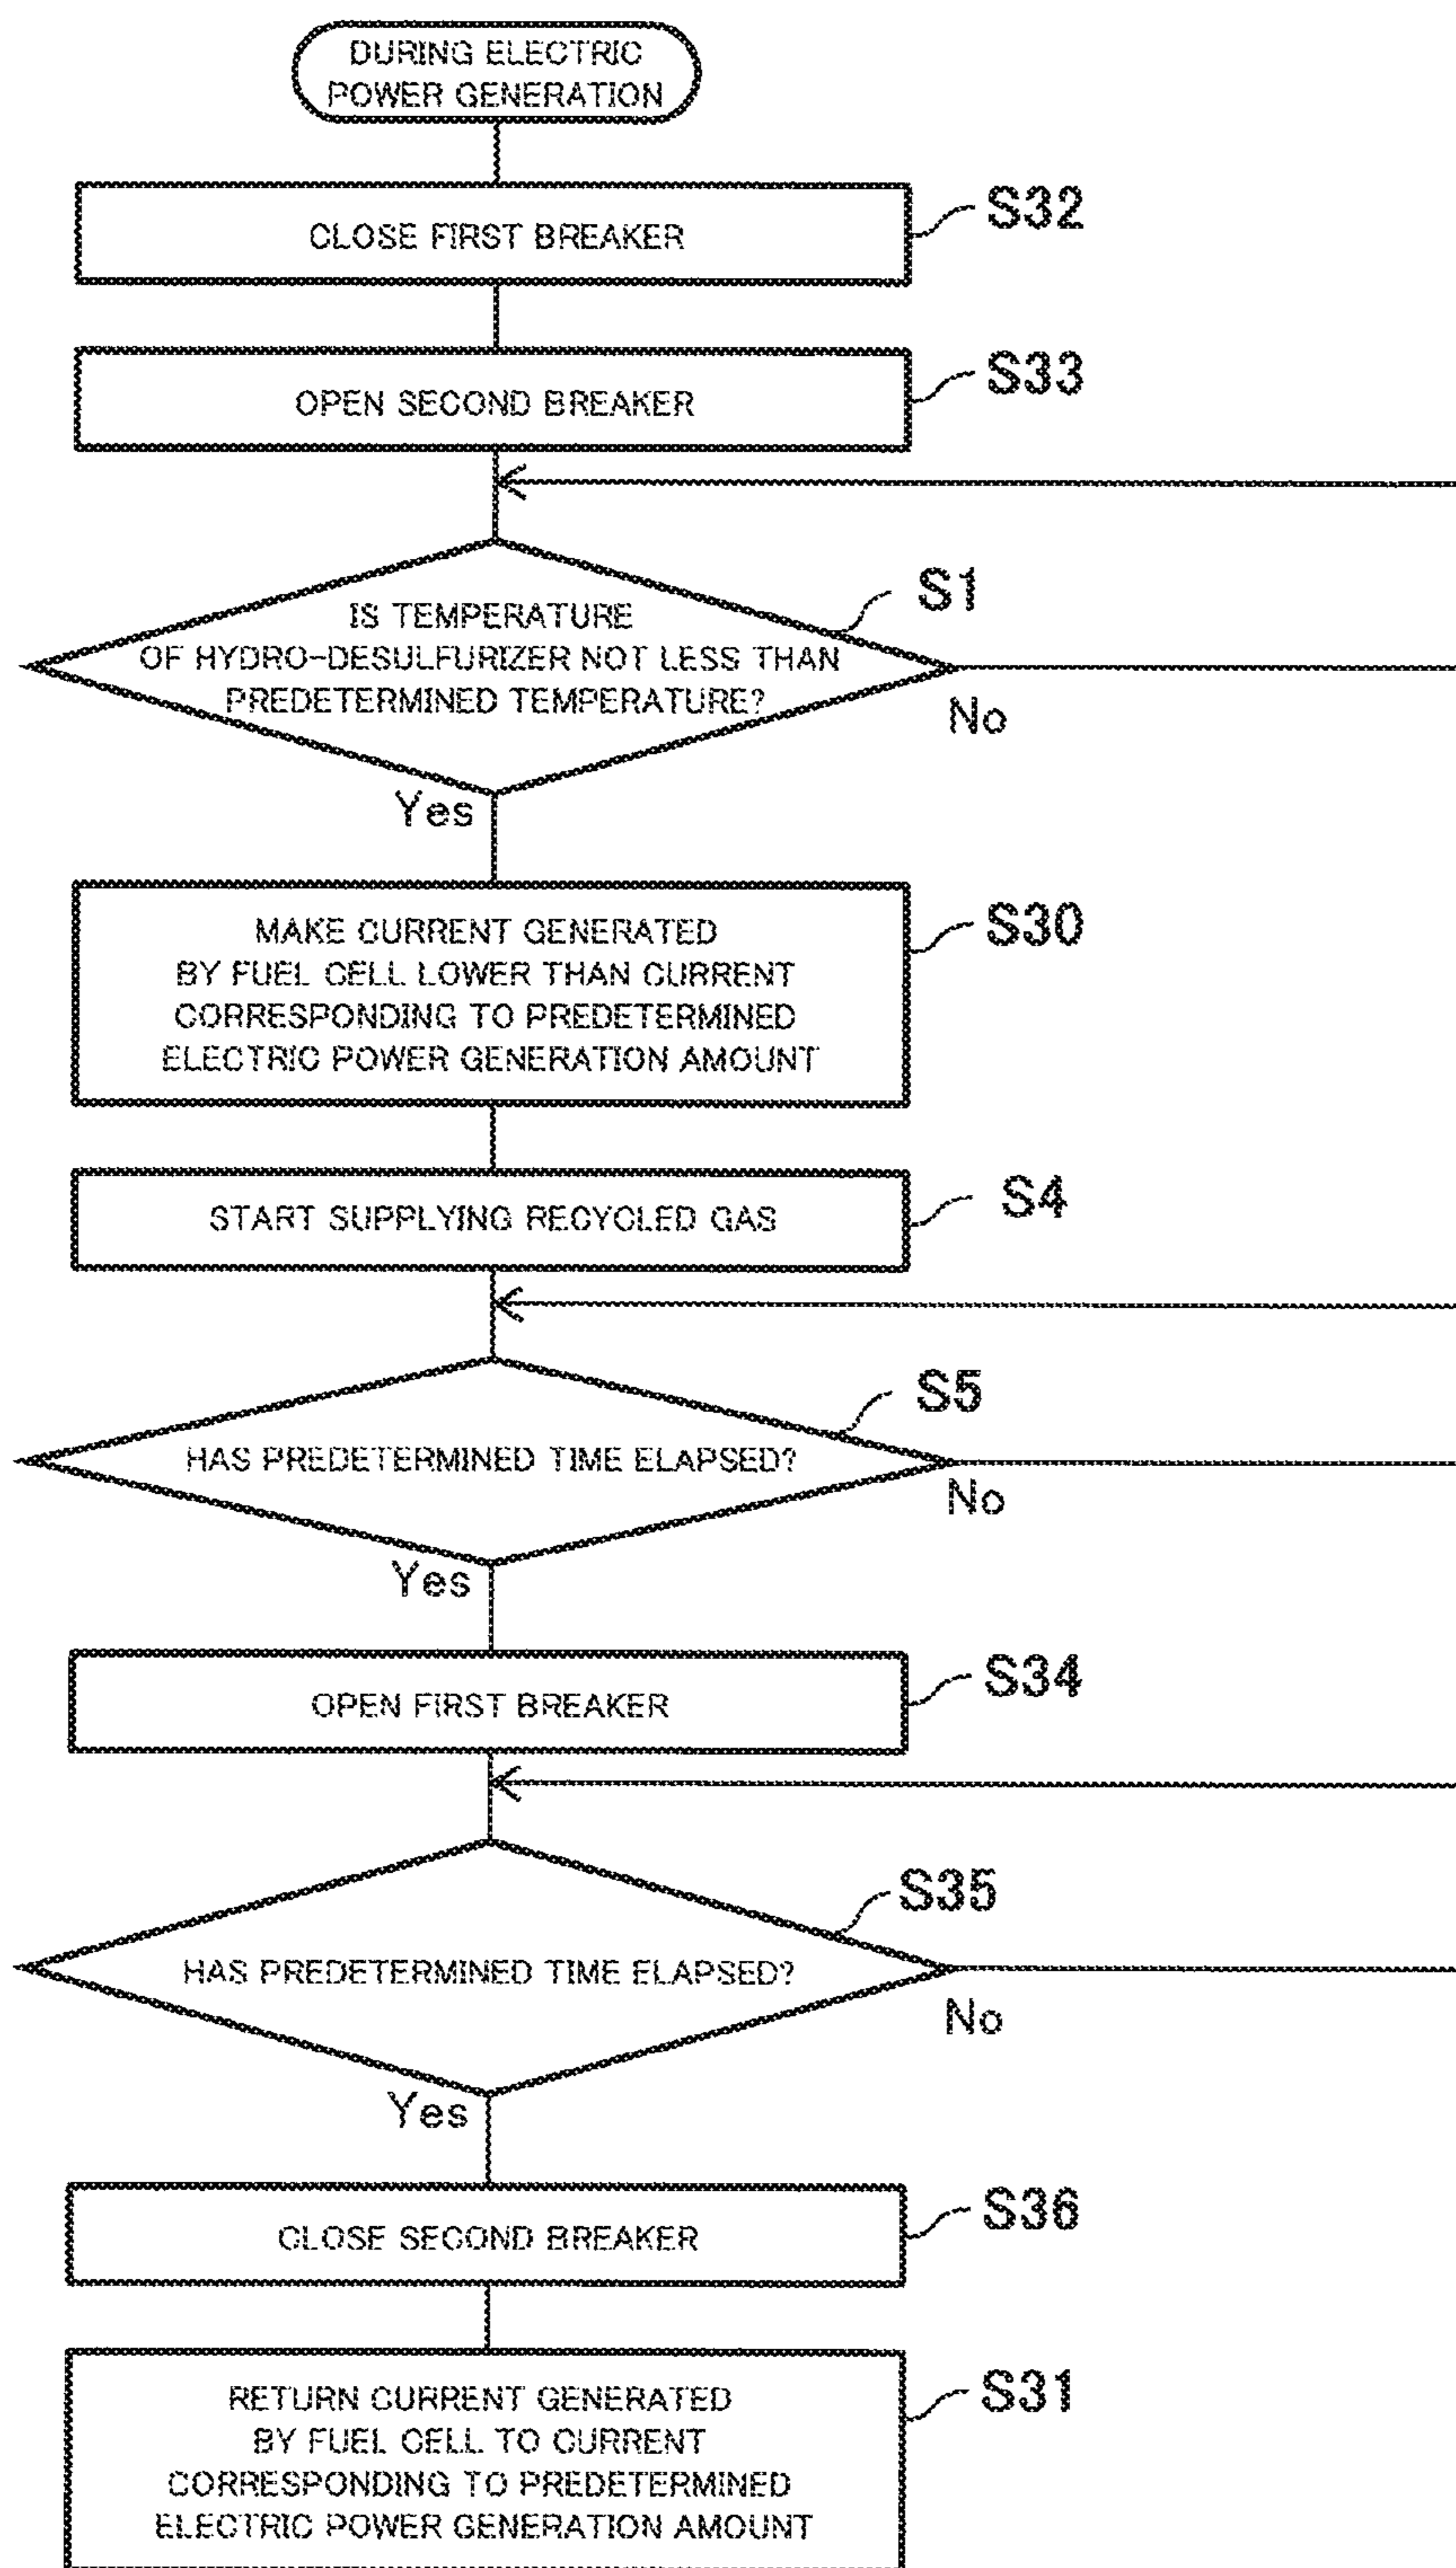 DURING ELECTRIC
POWER GENERATION
CLOSE FIRST BREAKER
S32
OPEN SECOND BREAKER
S33
S1
IS TEMPERATURE
OF HYDRO-DESULFURIZER NOT LESS THAN
PREDETERMINED TEMPERATURE?
No
Yes
MAKE CURRENT GENERATED
BY FUEL CELL LOWER THAN CURRENT
CORRESPONDING TO PREDETERMINED
ELECTRIC POWER GENERATION AMOUNT
S30
START SUPPLYING RECYCLED GAS
S4
S5
HAS PREDETERMINED TIME ELAPSED?
No
Yes
OPEN FIRST BREAKER
S34
S35
HAS PREDETERMINED TIME ELAPSED?
No
Yes
CLOSE SECOND BREAKER
S36
RETURN CURRENT GENERATED
BY FUEL CELL TO CURRENT
CORRESPONDING TO PREDETERMINED
ELECTRIC POWER GENERATION AMOUNT
S31